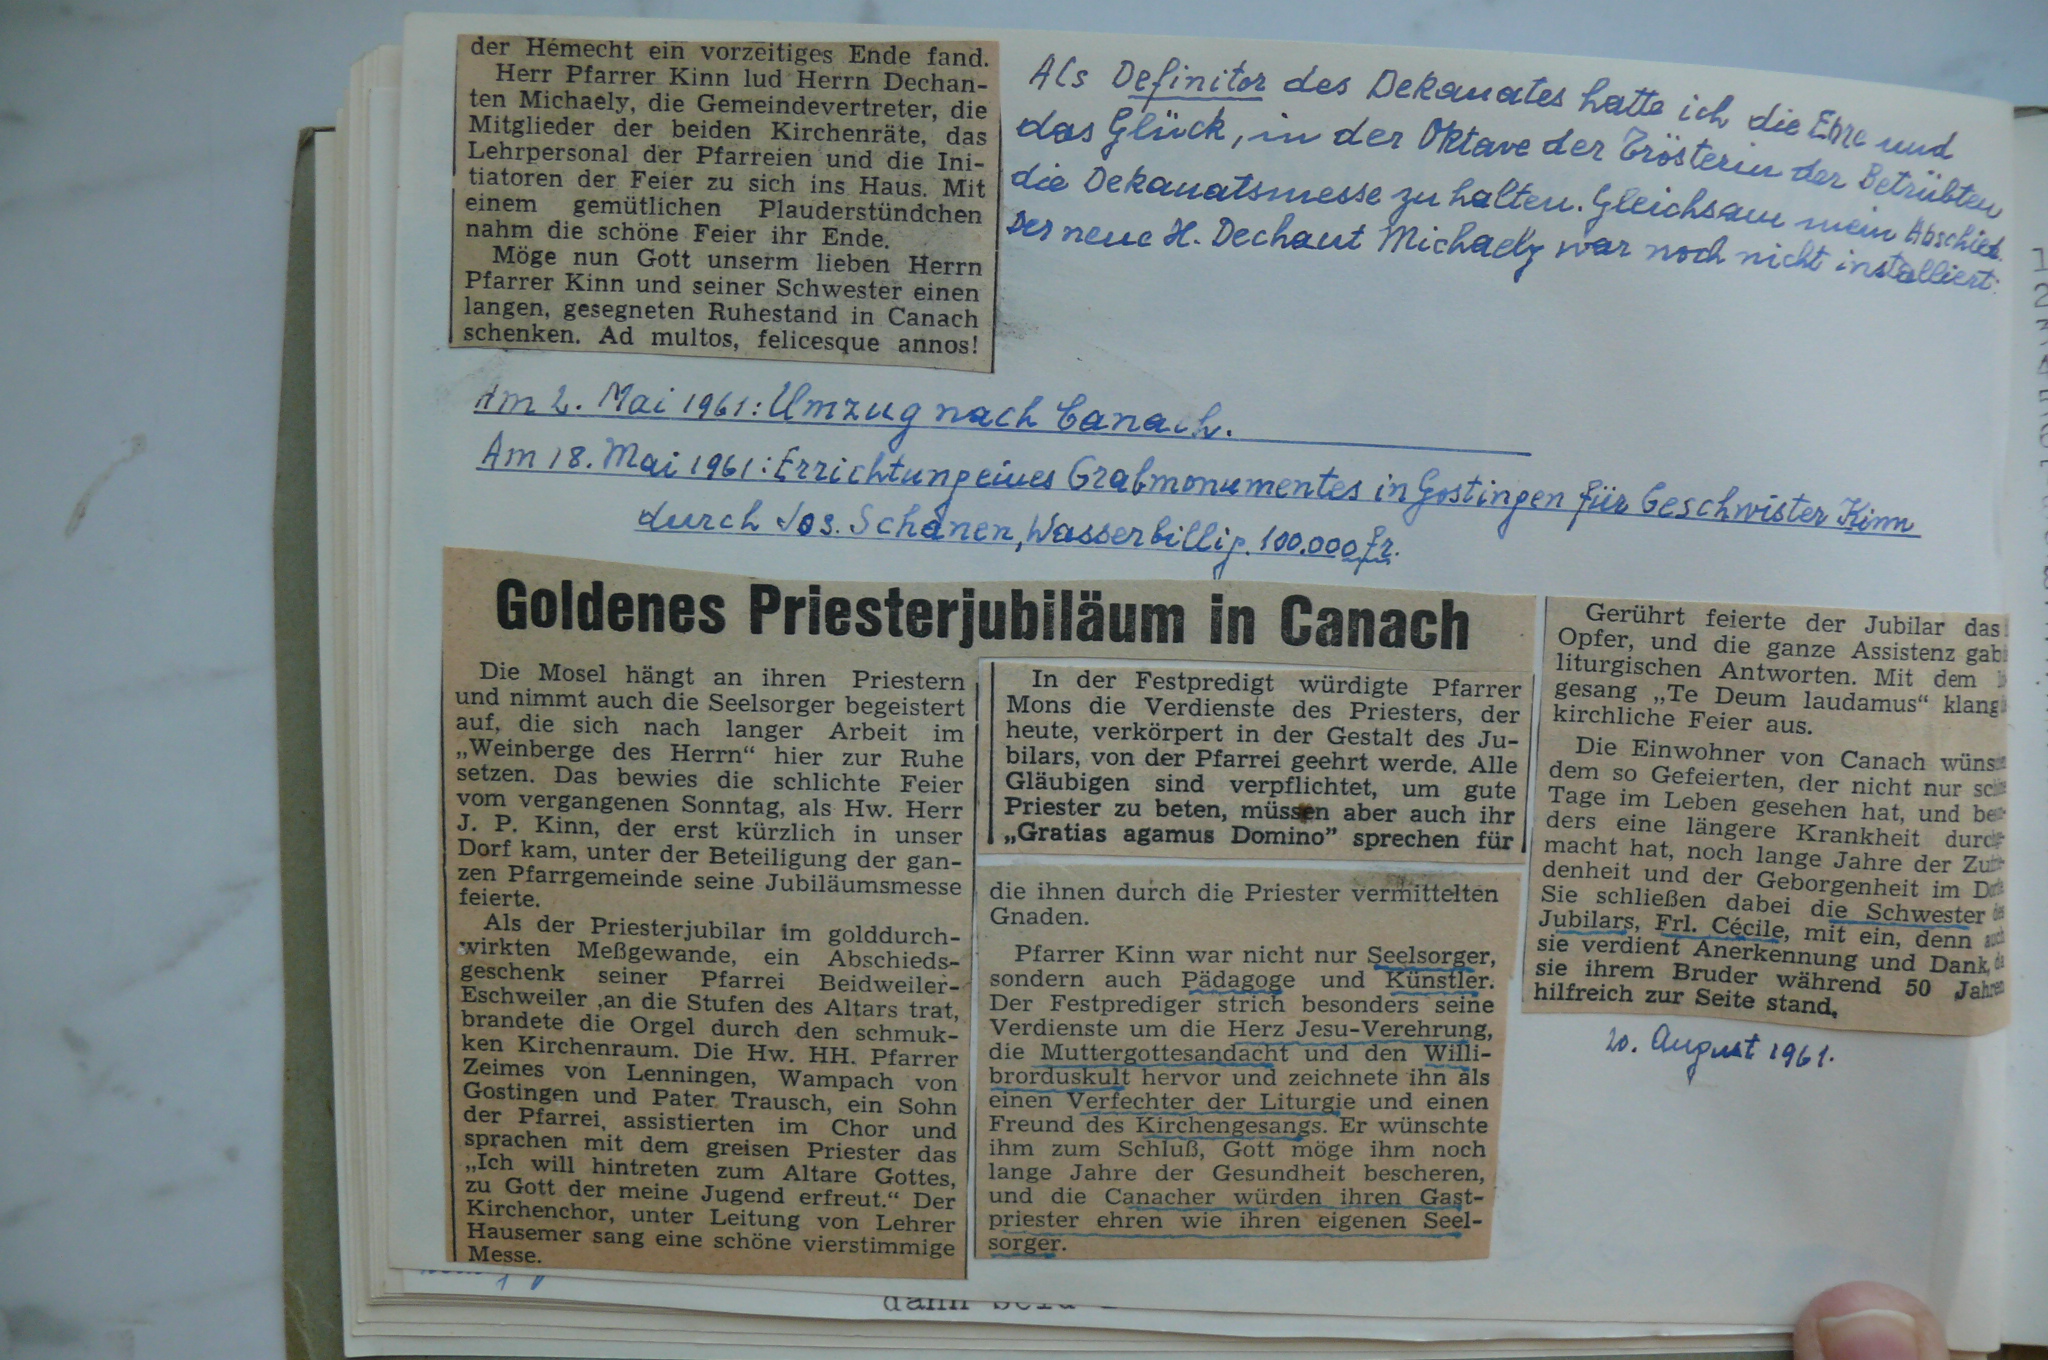 der Hémecht ein vorzeitiges Ende fand.
Herr Pfarrer Kinn lud Herrn Dechan-
ten Michaely, die Gemeindevertreter, die
Mitglieder der beiden Kirchenräte, das
Lehrpersonal der Pfarreien und die Ini-
tiatoren der Feier zu sich ins Haus. Mit
einem gemütlichen Plauderstündchen
nahm die schöne Feier ihr Ende.
Möge nun Gott unserm lieben Herrn
Pfarrer Kinn und seiner Schwester einen
langen, gesegneten Ruhestand in Canach
schenken. Ad multos, felicesque annos!
Als Definitor des Dekanates hatte ich die Ehre und
das Glück, in der Oktave der Trösterin der Betrübten
die Dekanatsmesse zu halten. Gleichsam mein Abschied.
Der neue H. Dechant Michaely war noch nicht installiert.
Am 2. Mai 1961: Umzug nach Canach.
Am 18. Mai 1961: Errichtung eines Grabmonumentes in Gostingen für Geschwister Kinn
durch Jos. Schanen, Wasserbillig. 100.000 fr.
Goldenes Priesterjubiläum in Canach
Die Mosel hängt an ihren Priestern
und nimmt auch die Seelsorger begeistert
auf, die sich nach langer Arbeit im
„Weinberge des Herrn“ hier zur Ruhe
setzen. Das bewies die schlichte Feier
vom vergangenen Sonntag, als Hw. Herr
J. P. Kinn, der erst kürzlich in unser
Dorf kam, unter der Beteiligung der gan-
zen Pfarrgemeinde seine Jubiläumsmesse
feierte.
Als der Priesterjubilar im golddurch-
wirkten Meßgewande, ein Abschieds-
geschenk seiner Pfarrei Beidweiler-
Eschweiler ,an die Stufen des Altars trat,
brandete die Orgel durch den schmuk-
ken Kirchenraum. Die Hw. HH. Pfarrer
Zeimes von Lenningen, Wampach von
Gostingen und Pater Trausch, ein Sohn
der Pfarrei, assistierten im Chor und
sprachen mit dem greisen Priester das
„Ich will hintreten zum Altare Gottes,
zu Gott der meine Jugend erfreut.“ Der
Kirchenchor, unter Leitung von Lehrer
Hausemer sang eine schöne vierstimmige
Messe.
In der Festpredigt würdigte Pfarrer
Mons die Verdienste des Priesters, der
heute, verkörpert in der Gestalt des Ju-
bilars, von der Pfarrei geehrt werde. Alle
Gläubigen sind verpflichtet, um gute
Priester zu beten, müssen aber auch ihr
„Gratias agamus Domino” sprechen für
die ihnen durch die Priester vermittelten
Gnaden.
Pfarrer Kinn war nicht nur Seelsorger,
sondern auch Pädagoge und Künstler.
Der Festprediger strich besonders seine
Verdienste um die Herz Jesu-Verehrung,
die Muttergottesandacht und den Willi-
brorduskult hervor und zeichnete ihn als
einen Verfechter der Liturgie und einen
Freund des Kirchengesangs. Er wünschte
ihm zum Schluß, Gott möge ihm noch
lange Jahre der Gesundheit bescheren,
und die Canacher würden ihren Gast-
priester ehren wie ihren eigenen Seel-
sorger.
Gerührt feierte der Jubilar das
Opfer, und die ganze Assistenz gab
liturgischen Antworten. Mit dem
gesang „Te Deum laudamus“ klang
kirchliche Feier aus.
Die Einwohner von Canach
dem so Gefeierten, der nicht nur
Tage im Leben gesehen hat, und
ders eine längere Krankheit
macht hat, noch lange Jahre der
denheit und der Geborgenheit im
Sie schließen dabei die Schwester des
Jubilars, Frl. Cécile, mit ein, denn auch
sie verdient Anerkennung und Dank, da
sie ihrem Bruder während 50 Jahren
hilfreich zur Seite stand.
20. August 1961.
dann